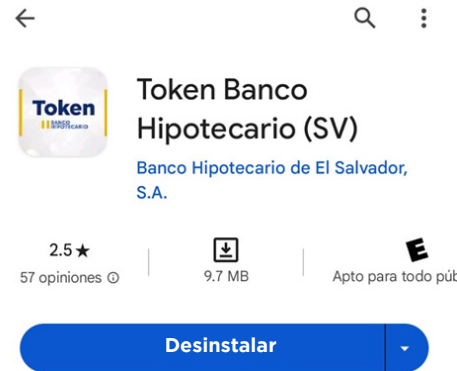 Token
BANCO
HIPOTECARIO
Token Banco
Hipotecario (SV)
Banco Hipotecario de El Salvador,
S.A.
2.5★
57 opiniones
9.7 MB
E
Apto para todo púb
Desinstalar